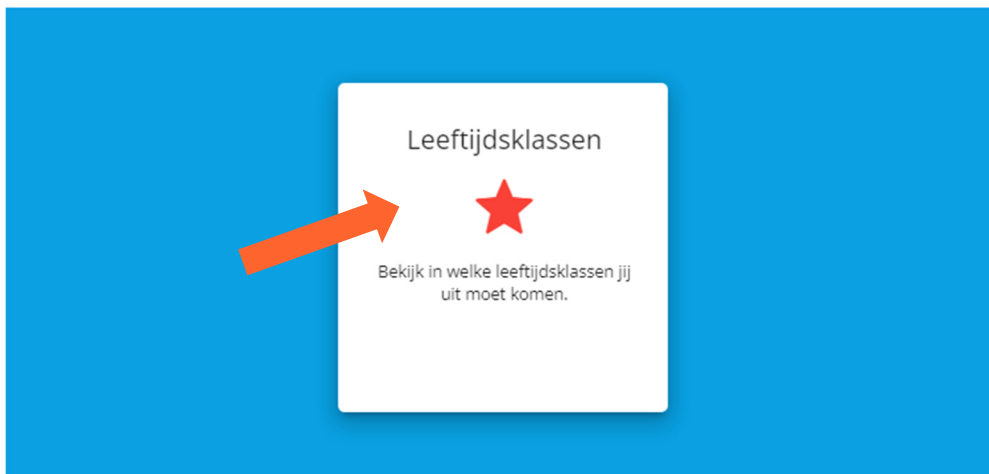 Leeftijdsklassen
Bekijk in welke leeftijdsklassen jij
uit moet komen.